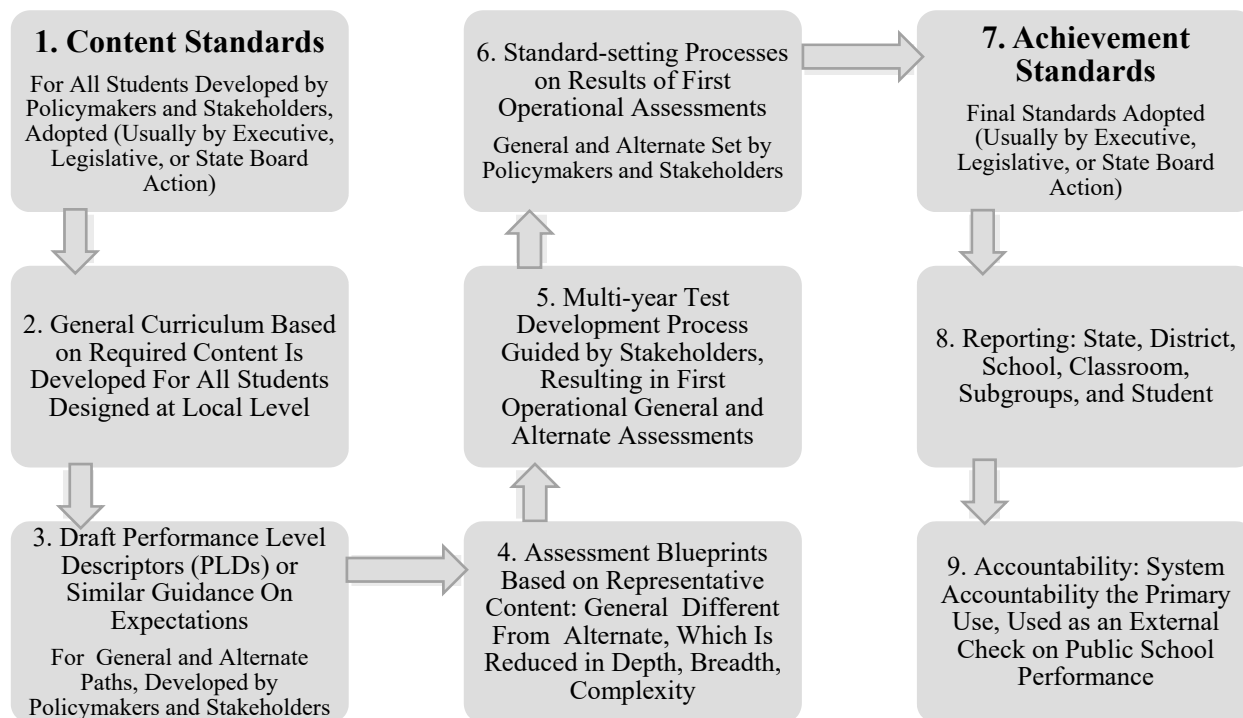 1. Content Standards
For All Students Developed by
Policymakers and Stakeholders,
Adopted (Usually by Executive,
Legislative, or State Board
Action)
2. General Curriculum Based
on Required Content Is
Developed For All Students
Designed at Local Level
3. Draft Performance Level
Descriptors (PLDs) or
Similar Guidance On
Expectations
For General and Alternate
Paths, Developed by
Policymakers and Stakeholders
4. Assessment Blueprints
Based on Representative
Content: General Different
From Alternate, Which Is
Reduced in Depth, Breadth,
Complexity
5. Multi-year Test
Development Process
Guided by Stakeholders,
Resulting in First
Operational General and
Alternate Assessments
6. Standard-setting Processes
on Results of First
Operational Assessments
General and Alternate Set by
Policymakers and Stakeholders
7. Achievement
Standards
Final Standards Adopted
(Usually by Executive,
Legislative, or State Board
Action)
8. Reporting: State, District,
School, Classroom,
Subgroups, and Student
9. Accountability: System
Accountability the Primary
Use, Used as an External
Check on Public School
Performance